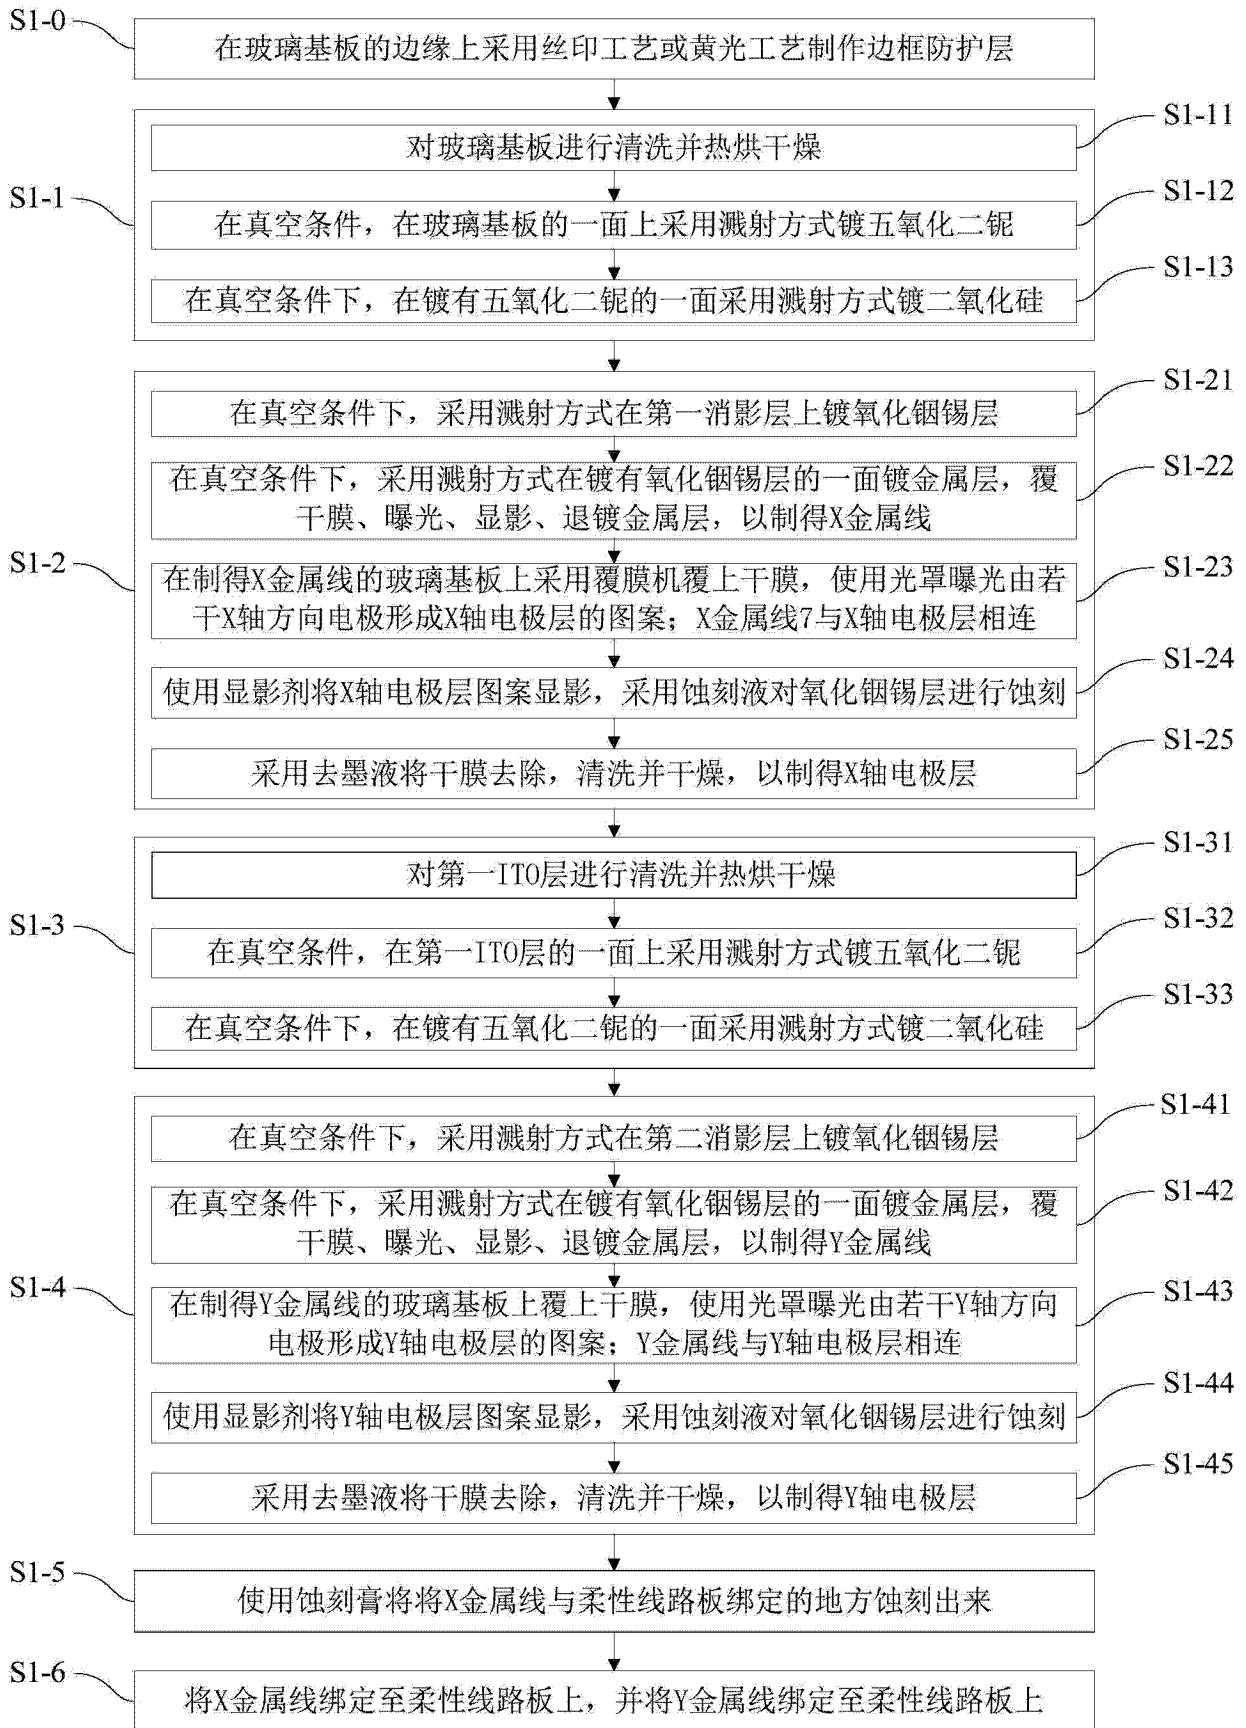 S1-0
在玻璃基板的边缘上采用丝印工艺或黄光工艺制作边框防护层
S1-1
S1-11
对玻璃基板进行清洗并热烘干燥
S1-12
在真空条件，在玻璃基板的一面上采用溅射方式镀五氧化二铌
S1-13
在真空条件下，在镀有五氧化二铌的一面采用溅射方式镀二氧化硅
S1-2
S1-21
在真空条件下，采用溅射方式在第一消影层上镀氧化铟锡层
S1-22
在真空条件下，采用溅射方式在镀有氧化铟锡层的一面镀金属层，覆
干膜、曝光、显影、退镀金属层，以制得X金属线
S1-23
在制得X金属线的玻璃基板上采用覆膜机覆上干膜，使用光罩曝光由若
干X轴方向电极形成X轴电极层的图案；X金属线7与X轴电极层相连
S1-24
使用显影剂将X轴电极层图案显影，采用蚀刻液对氧化铟锡层进行蚀刻
S1-25
采用去墨液将干膜去除，清洗并干燥，以制得X轴电极层
S1-3
S1-31
对第一ITO层进行清洗并热烘干燥
S1-32
在真空条件，在第一ITO层的一面上采用溅射方式镀五氧化二铌
S1-33
在真空条件下，在镀有五氧化二铌的一面采用溅射方式镀二氧化硅
S1-4
S1-41
在真空条件下，采用溅射方式在第二消影层上镀氧化铟锡层
S1-42
在真空条件下，采用溅射方式在镀有氧化铟锡层的一面镀金属层，覆
干膜、曝光、显影、退镀金属层，以制得Y金属线
S1-43
在制得Y金属线的玻璃基板上覆上干膜，使用光罩曝光由若干Y轴方向
电极形成Y轴电极层的图案；Y金属线与Y轴电极层相连
S1-44
使用显影剂将Y轴电极层图案显影，采用蚀刻液对氧化铟锡层进行蚀刻
S1-45
采用去墨液将干膜去除，清洗并干燥，以制得Y轴电极层
S1-5
使用蚀刻膏将将X金属线与柔性线路板绑定的地方蚀刻出来
S1-6
将X金属线绑定至柔性线路板上，并将Y金属线绑定至柔性线路板上